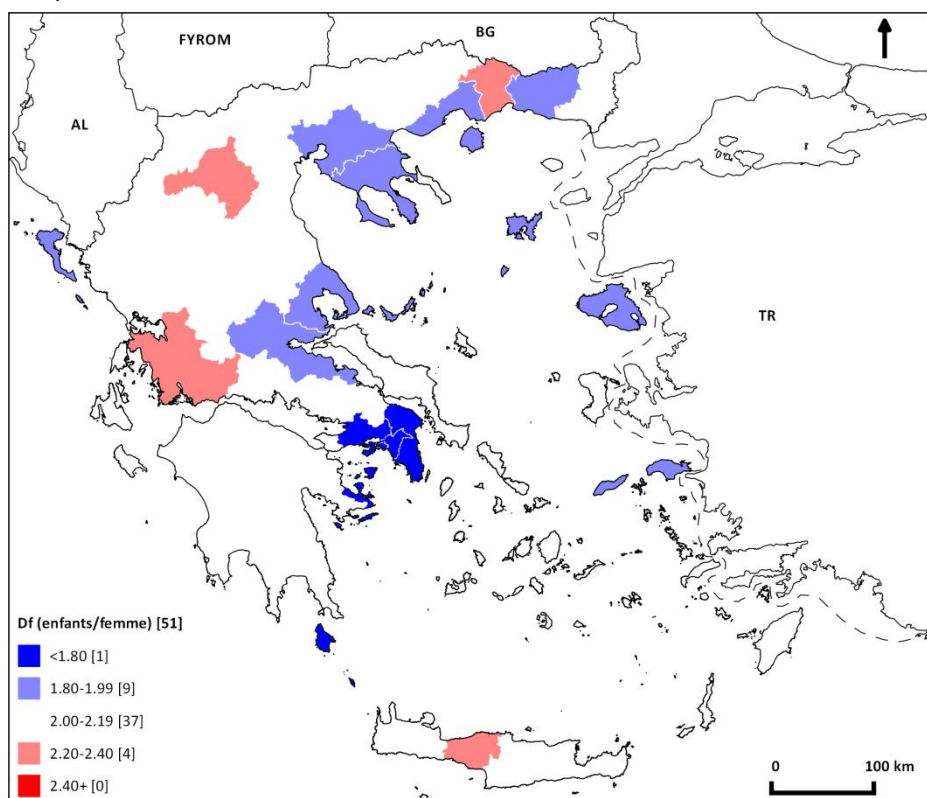 FYROM
BG
AL
TR
Df (enfants/femme) [51]
<1.80 [1]
1.80-1.99 [9]
2.00-2.19 [37]
2.20-2.40 [4]
2.40+ [0]
0 100 km